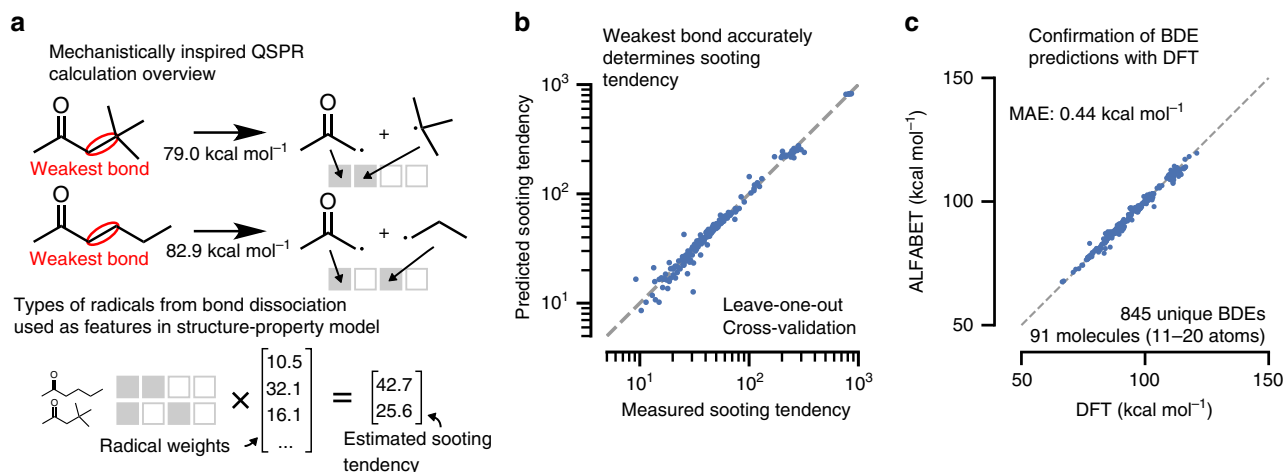 a
Mechanistically inspired QSPR
calculation overview
O
79.0 kcal mol⁻¹
+
Weakest bond
O
O
82.9 kcal mol⁻¹
+
Weakest bond
O
Types of radicals from bond dissociation
used as features in structure-property model
O
O
×
10.5
32.1
16.1
...
=
42.7
25.6
Radical weights
Estimated sooting
tendency
b
Weakest bond accurately
determines sooting
tendency
Predicted sooting tendency
10³
10²
10¹
Leave-one-out
Cross-validation
10¹ 10² 10³
Measured sooting tendency
c
Confirmation of BDE
predictions with DFT
ALFABET (kcal mol⁻¹)
150
100
50
MAE: 0.44 kcal mol⁻¹
845 unique BDEs
91 molecules (11–20 atoms)
50 100 150
DFT (kcal mol⁻¹)